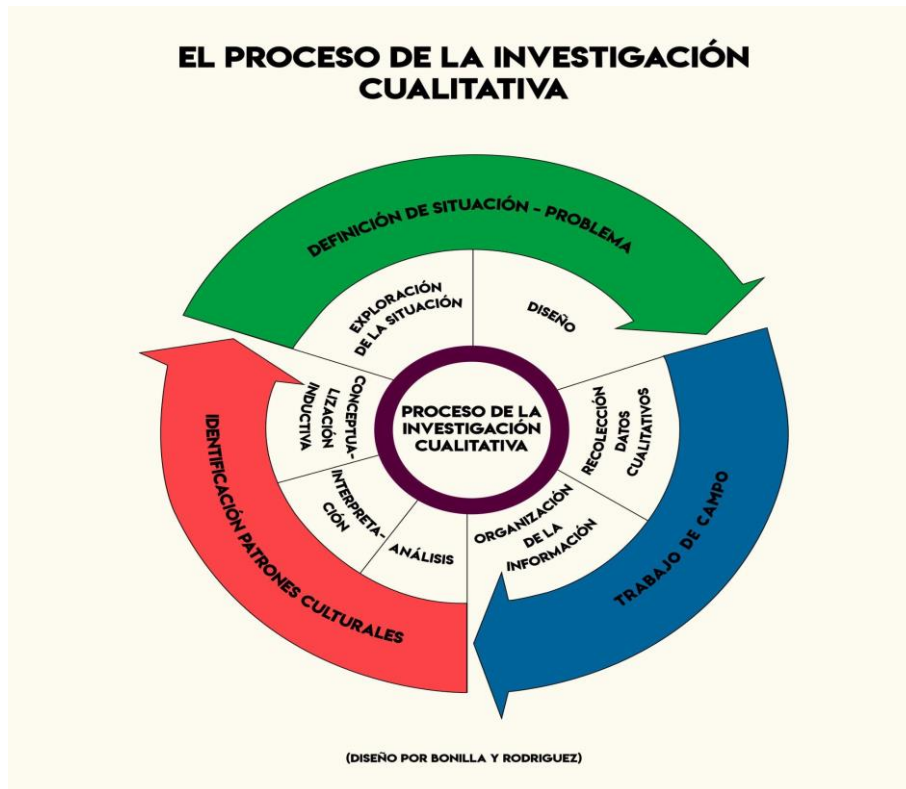 EL PROCESO DE LA INVESTIGACIÓN
CUALITATIVA
DEFINICIÓN DE SITUACIÓN - PROBLEMA
EXPLORACIÓN
DE LA SITUACIÓN
DISEÑO
RECOLECCIÓN
DATOS
CUALITATIVOS
TRABAJO DE CAMPO
ORGANIZACIÓN
DE LA
INFORMACIÓN
ANÁLISIS
INTERPRETA-
CIÓN
CONCEPTUA-
LIZACIÓN
INDUCTIVA
IDENTIFICACIÓN PATRONES CULTURALES
PROCESO DE LA
INVESTIGACIÓN
CUALITATIVA
(DISEÑO POR BONILLA Y RODRIGUEZ)